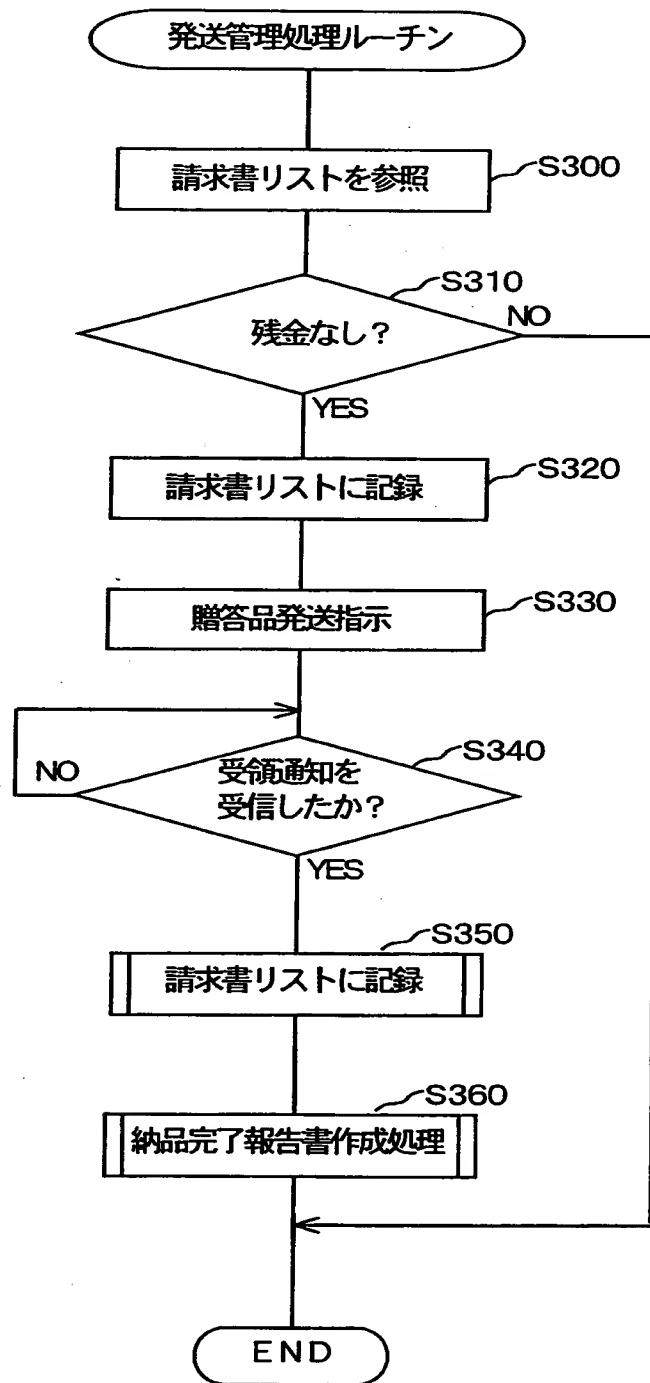 発送管理処理ルーチン
請求書リストを参照
S300
S310
残金なし?
NO
YES
請求書リストに記録
S320
贈答品発送指示
S330
S340
受領通知を
受信したか?
NO
YES
S350
請求書リストに記録
S360
納品完了報告書作成処理
END